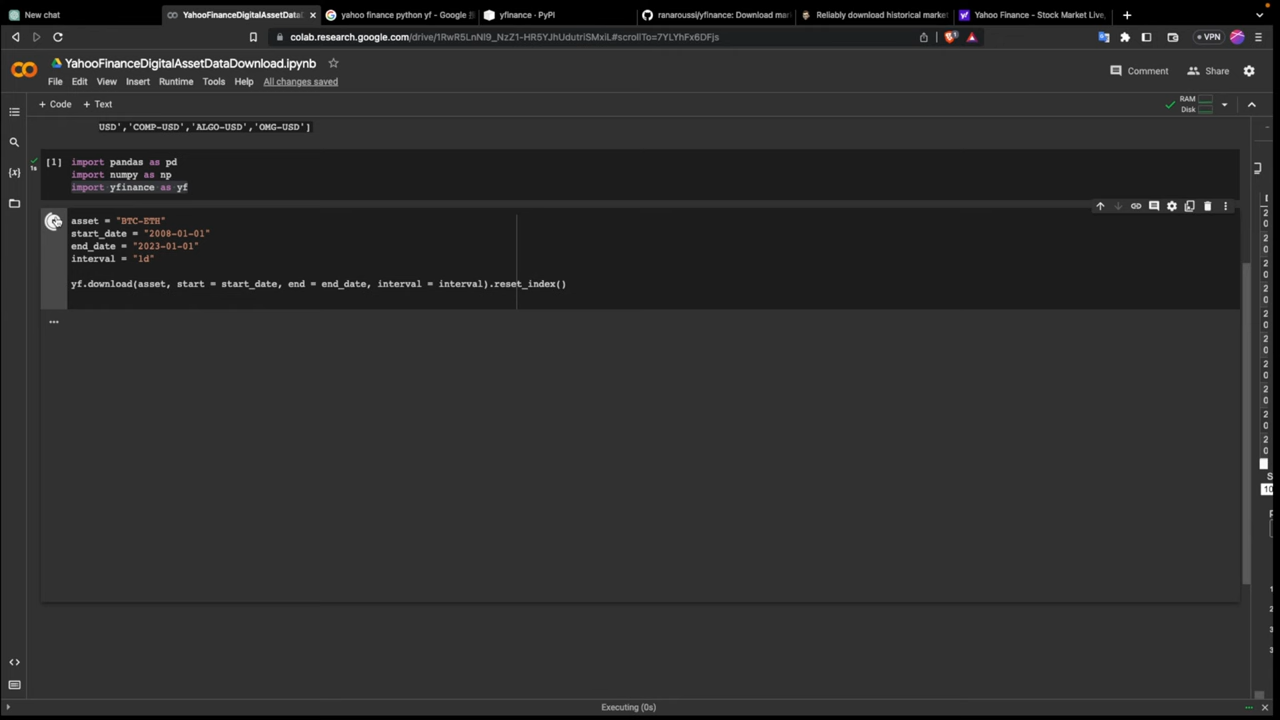 New chat
YahooFinanceDigitalAssetData
yahoo finance python yf - Google
yfinance · PyPI
ranaroussi/yfinance: Download mar
Reliably download historical market
Yahoo Finance - Stock Market Live,
colab.research.google.com/drive/1RwR5LnNI9_NzZ1-HR5YJhUdutriSMxiL#scrollTo=7YLYhFx6DFjs
1
VPN
YahooFinanceDigitalAssetDataDownload.ipynb
File Edit View Insert Runtime Tools Help All changes saved
Comment
Share
+ Code + Text
RAM
Disk
USD','COMP-USD','ALGO-USD','OMG-USD']
[1] import pandas as pd
1s
import numpy as np
import yfinance as yf
asset = "BTC-ETH"
start_date = "2008-01-01"
end_date = "2023-01-01"
interval = "1d"
yf.download(asset, start = start_date, end = end_date, interval = interval).reset_index()
Executing (0s)